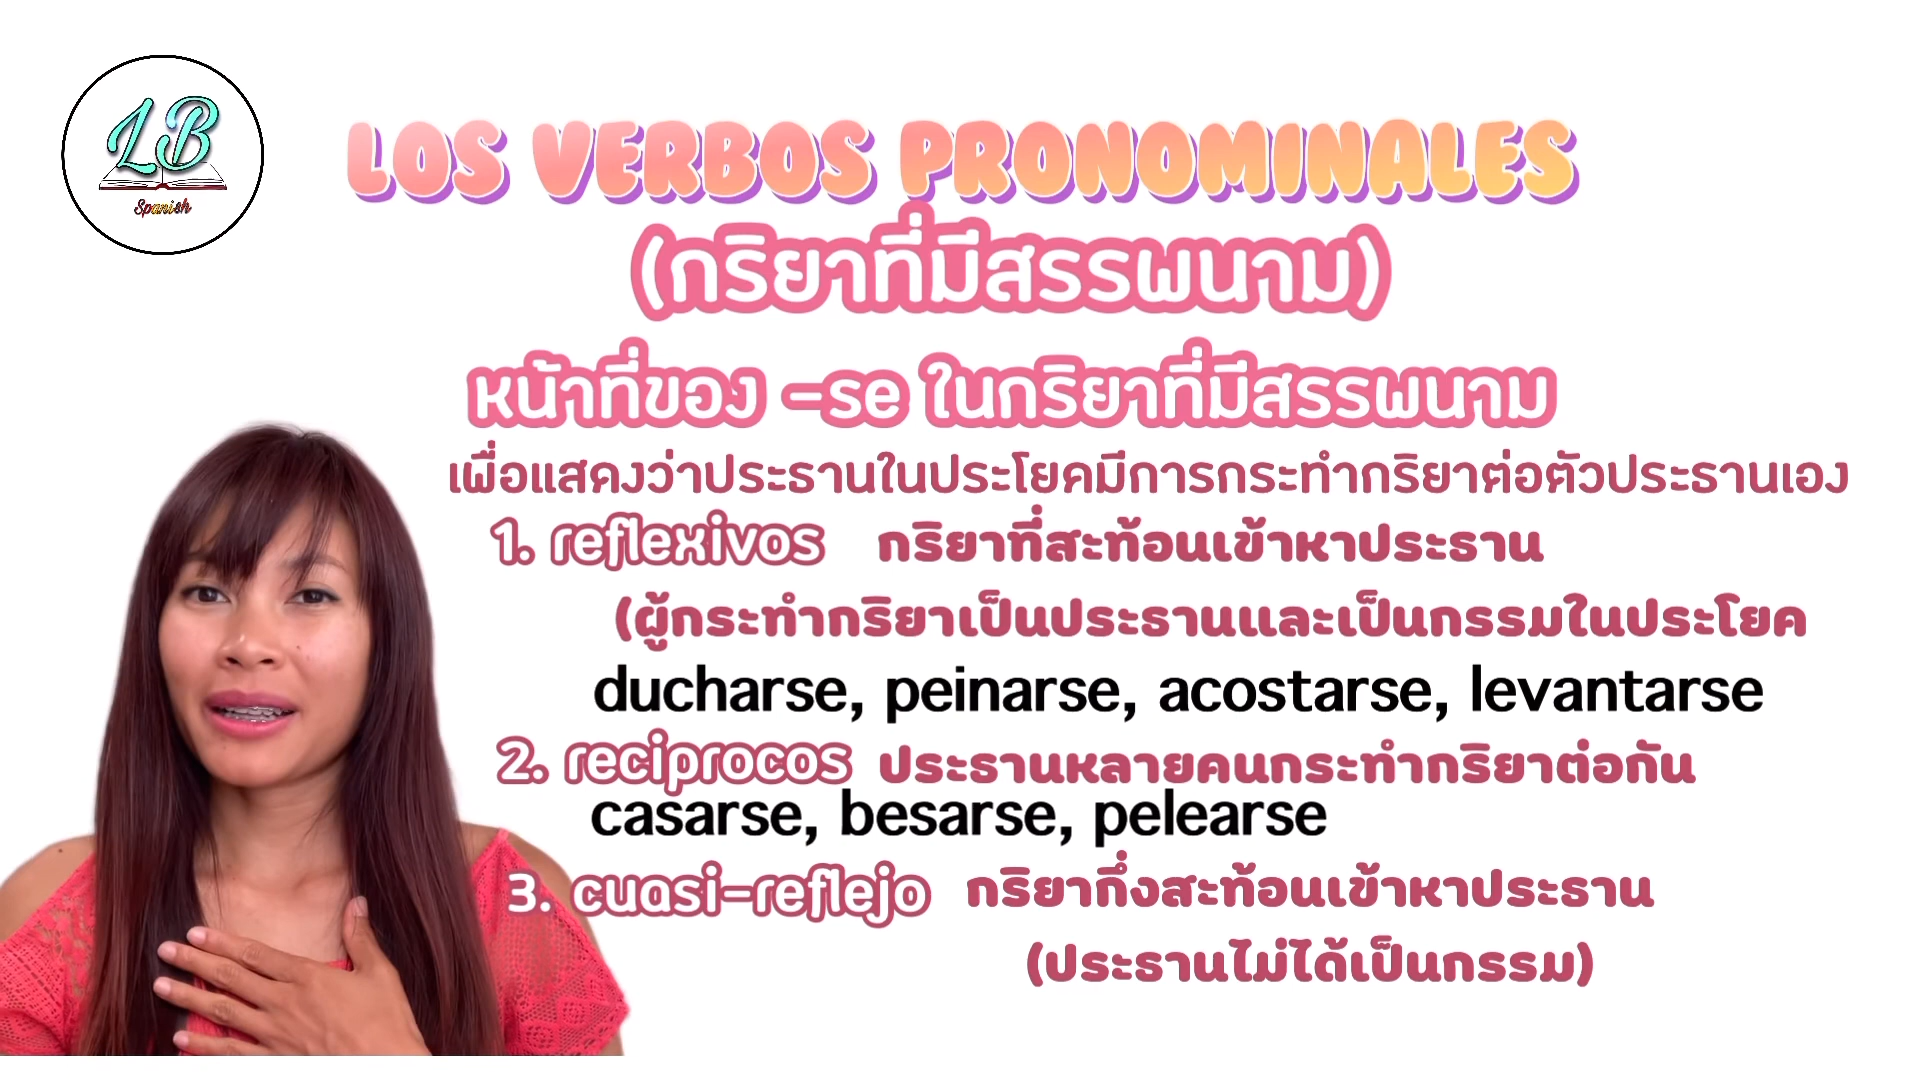 LB
Spanish
LOS VERBOS PRONOMINALES
(กริยาที่มีสรรพนาม)
หน้าที่ของ -se ในกริยาที่มีสรรพนาม
เพื่อแสดงว่าประธานในประโยคมีการกระทำกริยาต่อตัวประธานเอง
1. reflexivos กริยาที่สะท้อนเข้าหาประธาน
(ผู้กระทำกริยาเป็นประธานและเป็นกรรมในประโยค
ducharse, peinarse, acostarse, levantarse
2. reciprocos ประธานหลายคนกระทำกริยาต่อกัน
casarse, besarse, pelearse
3. cuasi-reflejo กริยากึ่งสะท้อนเข้าหาประธาน
(ประธานไม่ได้เป็นกรรม)